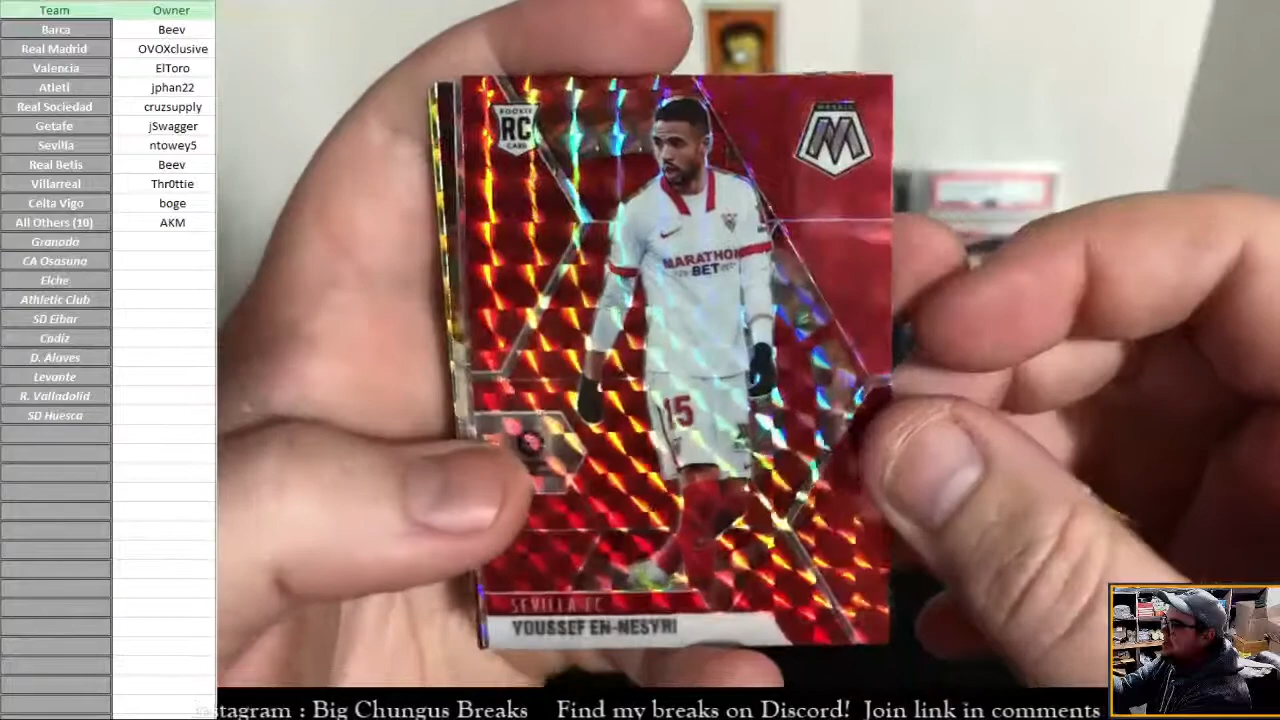 Team Owner
Barca Beev
Real Madrid OVOXclusive
Valencia ElToro
Atleti jphan22
Real Sociedad cruzsupply
Getafe jSwagger
Sevilla ntowey5
Real Betis Beev
Villarreal Thr0ttie
Celta Vigo boge
All Others (10) AKM
Granada
CA Osasuna
Elche
Athletic Club
SD Eibar
Cadiz
D. Alaves
Levante
R. Valladolid
SD Huesca
ROOKIE
RC
CARD
MOSAIC
MARATHON
BET
15
SEVILLA FC
YOUSSEF EN-NESYRI
nstagram : Big Chungus Breaks Find my breaks on Discord! Join link in comments